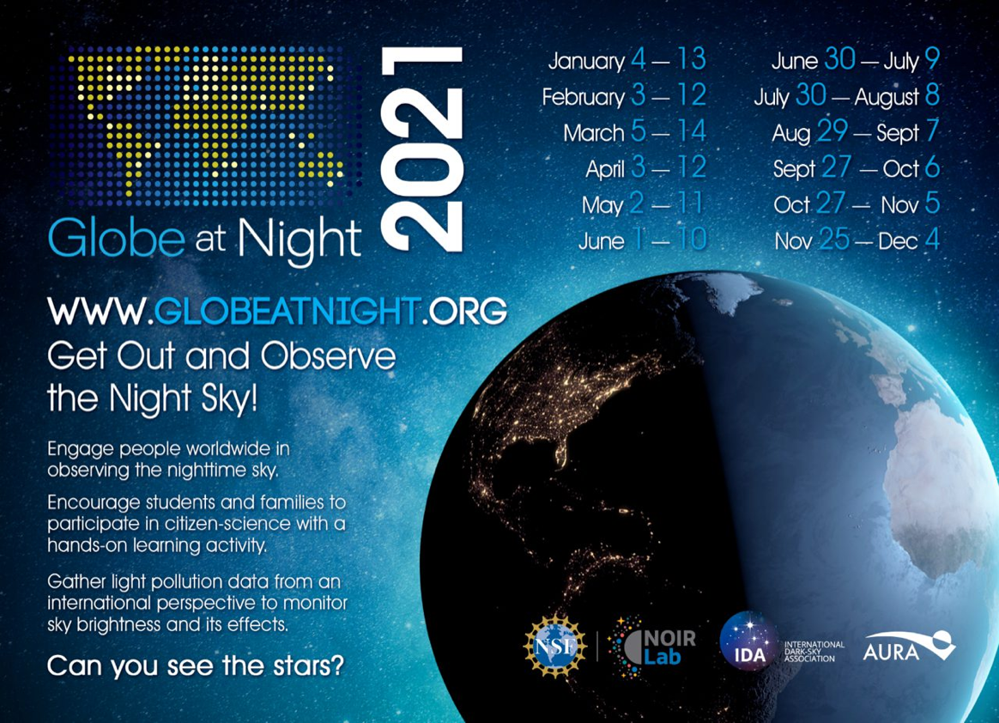 2021
January 4 — 13
February 3 — 12
March 5 — 14
April 3 — 12
May 2 — 11
June 1 — 10
June 30 — July 9
July 30 — August 8
Aug 29 — Sept 7
Sept 27 — Oct 6
Oct 27 — Nov 5
Nov 25 — Dec 4
Globe at Night
WWW.GLOBEATNIGHT.ORG
Get Out and Observe
the Night Sky!
Engage people worldwide in
observing the nighttime sky.
Encourage students and families to
participate in citizen-science with a
hands-on learning activity.
Gather light pollution data from an
international perspective to monitor
sky brightness and its effects.
Can you see the stars?
NSF
NOIR
Lab
IDA
INTERNATIONAL
DARK-SKY
ASSOCIATION
AURA